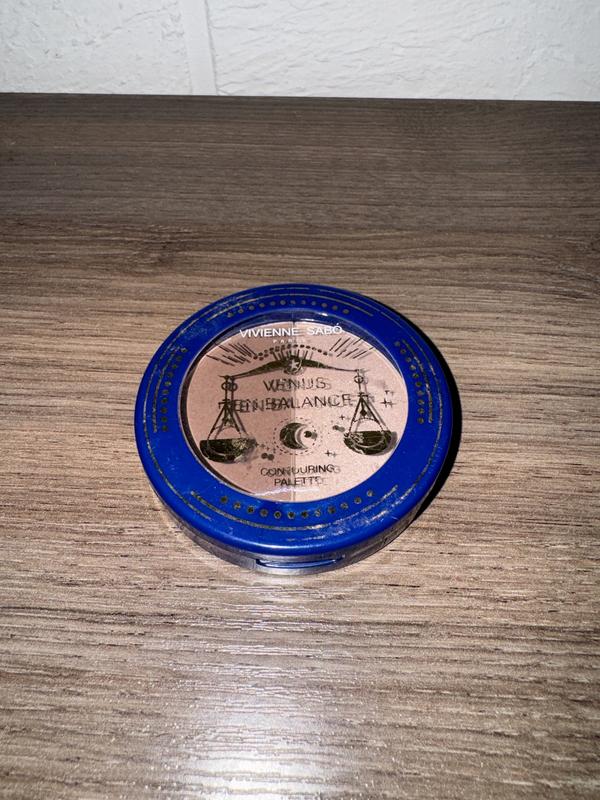 VIVIENNE SABÓ
PARIS
VENUS
EN BALANCE
CONTOURING
PALETTE